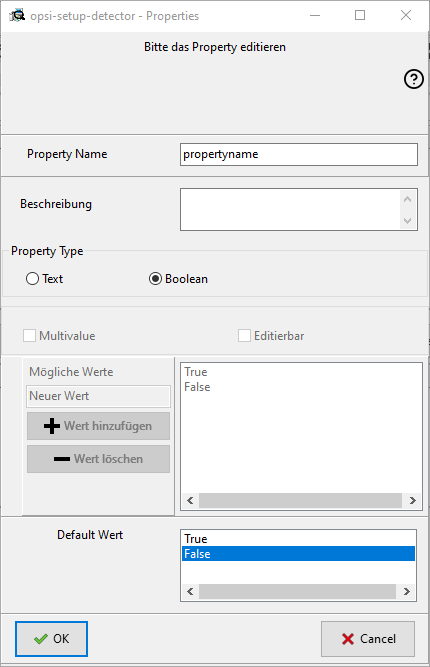 opsi-setup-detector - Properties
Bitte das Property editieren
Property Name
propertyname
Beschreibung
Property Type
Text
Boolean
Multivalue
Editierbar
Mögliche Werte
Neuer Wert
Wert hinzufügen
Wert löschen
True
False
Default Wert
True
False
OK
Cancel